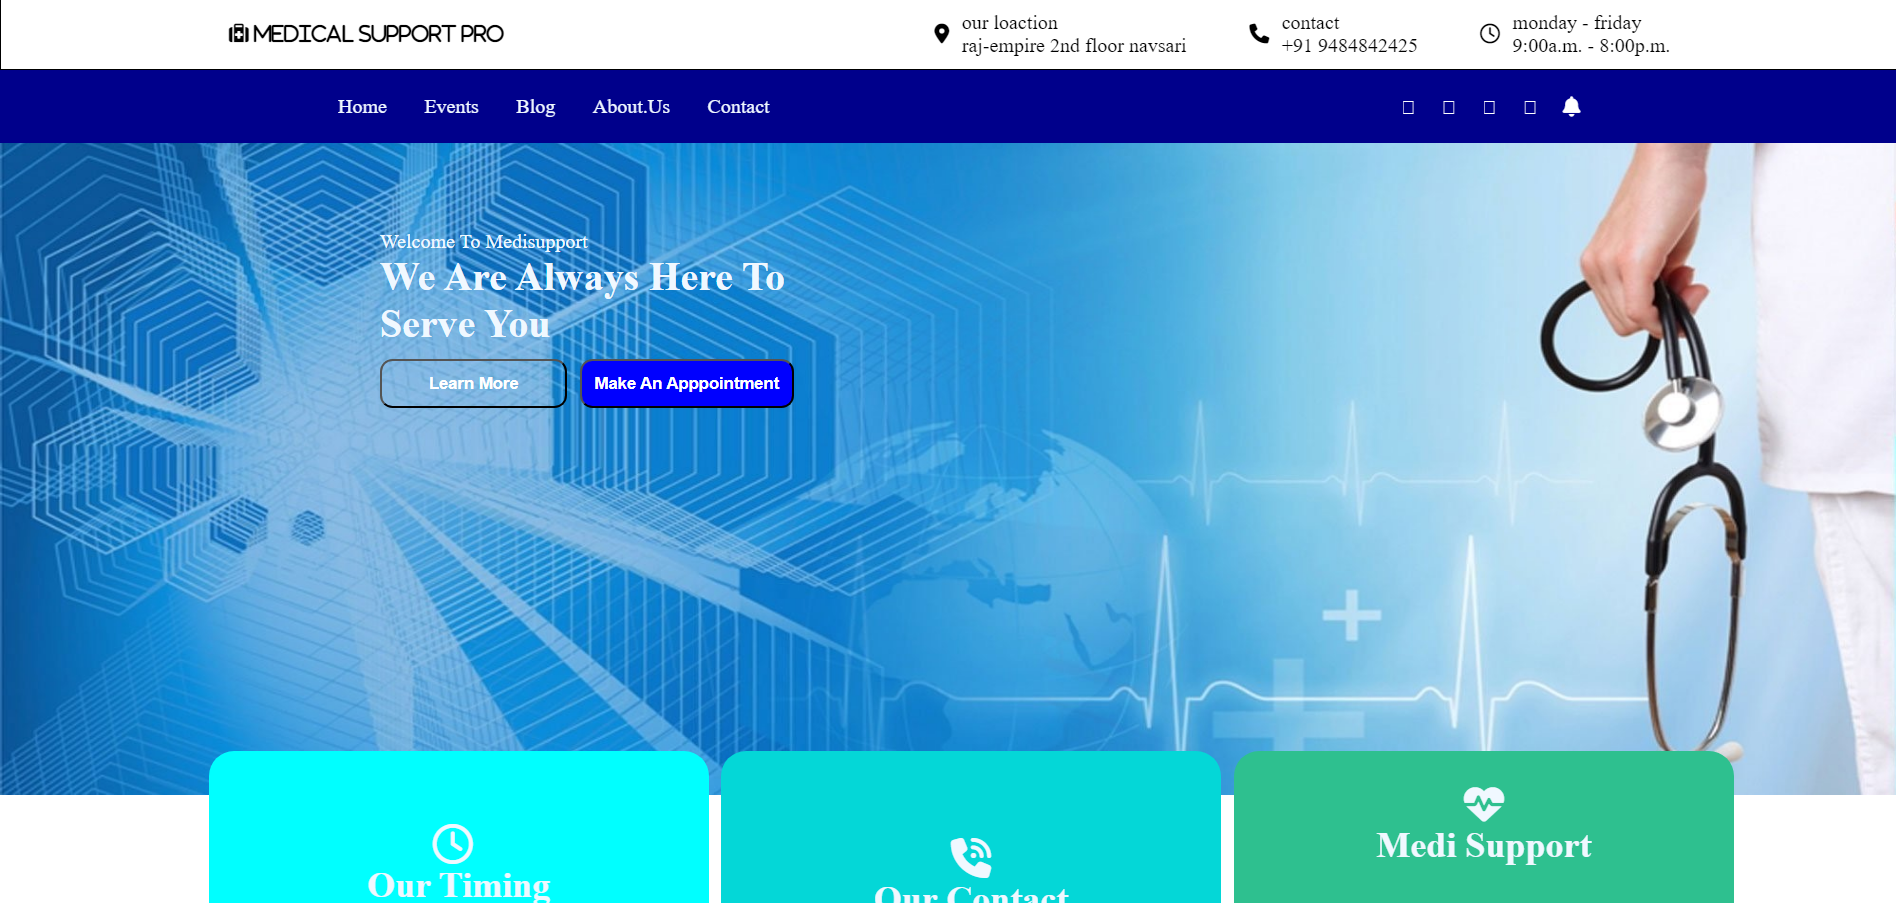 MEDICAL SUPPORT PRO
our loaction
raj-empire 2nd floor navsari
contact
+91 9484842425
monday - friday
9:00a.m. - 8:00p.m.
Home Events Blog About.Us Contact
Welcome To Medisupport
We Are Always Here To
Serve You
Learn More
Make An Apppointment
Our Timing
Our Contact
Medi Support